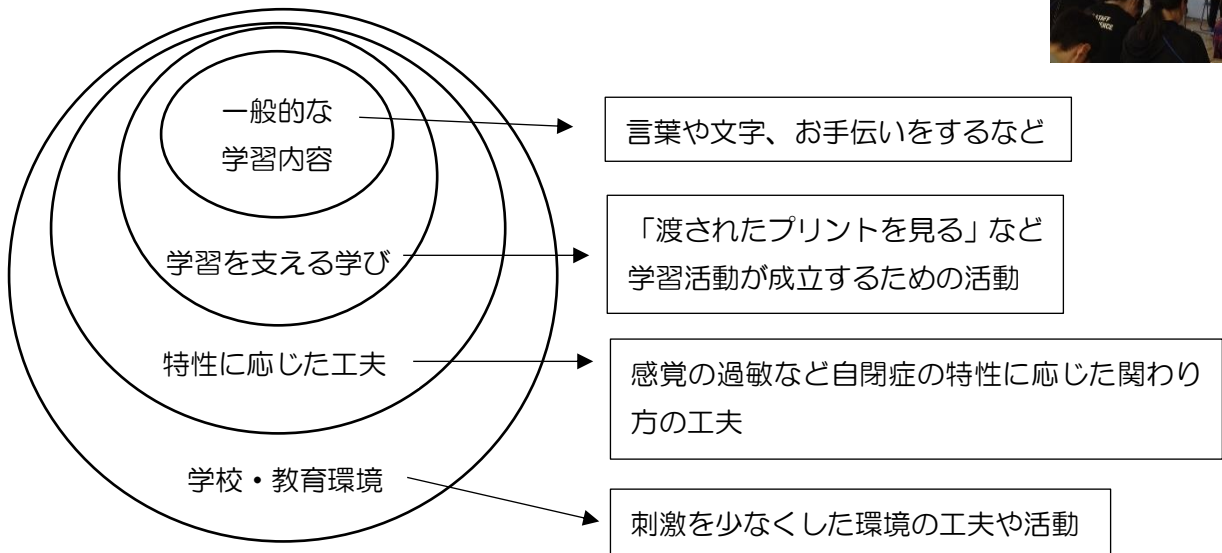 一般的な
学習内容
言葉や文字、お手伝いをするなど
学習を支える学び
「渡されたプリントを見る」など
学習活動が成立するための活動
特性に応じた工夫
感覚の過敏など自閉症の特性に応じた関わり
方の工夫
学校・教育環境
刺激を少なくした環境の工夫や活動
STAFF